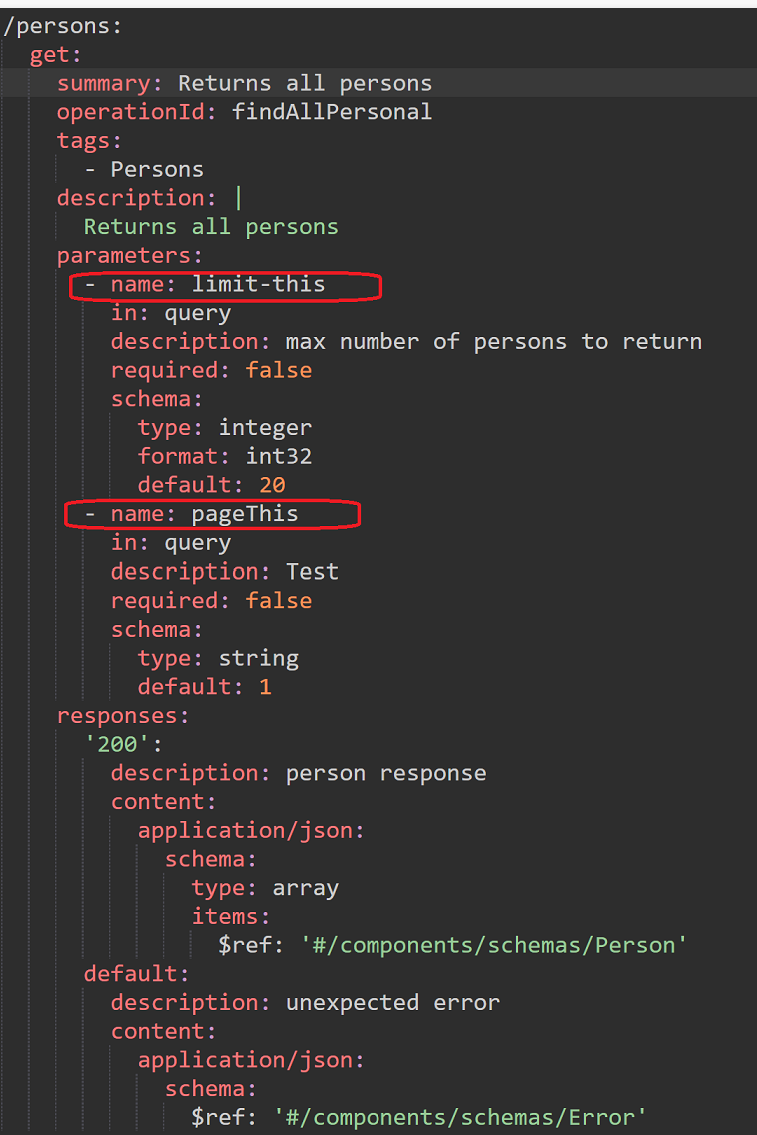 /persons:
  get:
    summary: Returns all persons
    operationId: findAllPersonal
    tags:
      - Persons
    description: |
      Returns all persons
    parameters:
      - name: limit-this
        in: query
        description: max number of persons to return
        required: false
        schema:
          type: integer
          format: int32
          default: 20
      - name: pageThis
        in: query
        description: Test
        required: false
        schema:
          type: string
          default: 1
    responses:
      '200':
        description: person response
        content:
          application/json:
            schema:
              type: array
              items:
                $ref: '#/components/schemas/Person'
      default:
        description: unexpected error
        content:
          application/json:
            schema:
              $ref: '#/components/schemas/Error'